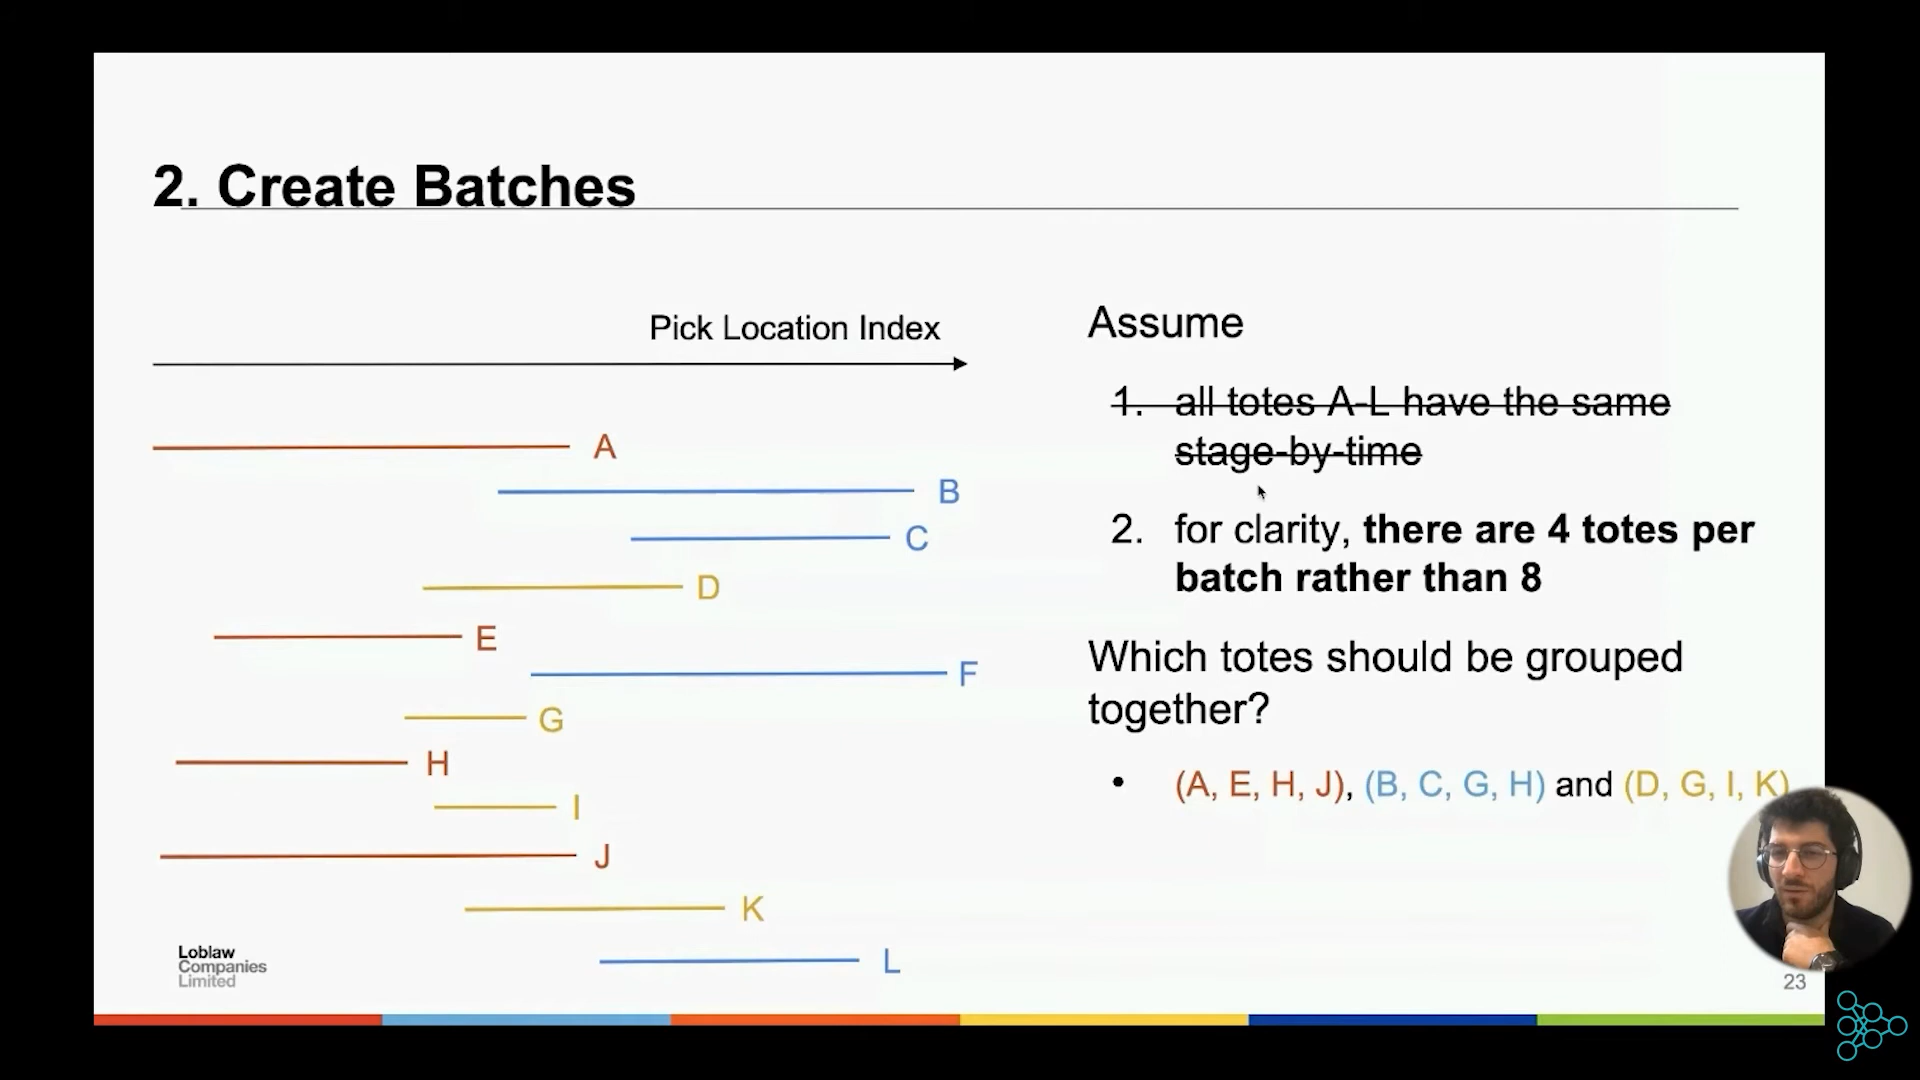 2. Create Batches
Pick Location Index
A
B
C
D
E
F
G
H
I
J
K
L
Assume
1. all totes A-L have the same
stage-by-time
2. for clarity, there are 4 totes per
batch rather than 8
Which totes should be grouped
together?
• (A, E, H, J), (B, C, G, H) and (D, G, I, K)
Loblaw
Companies
Limited
23